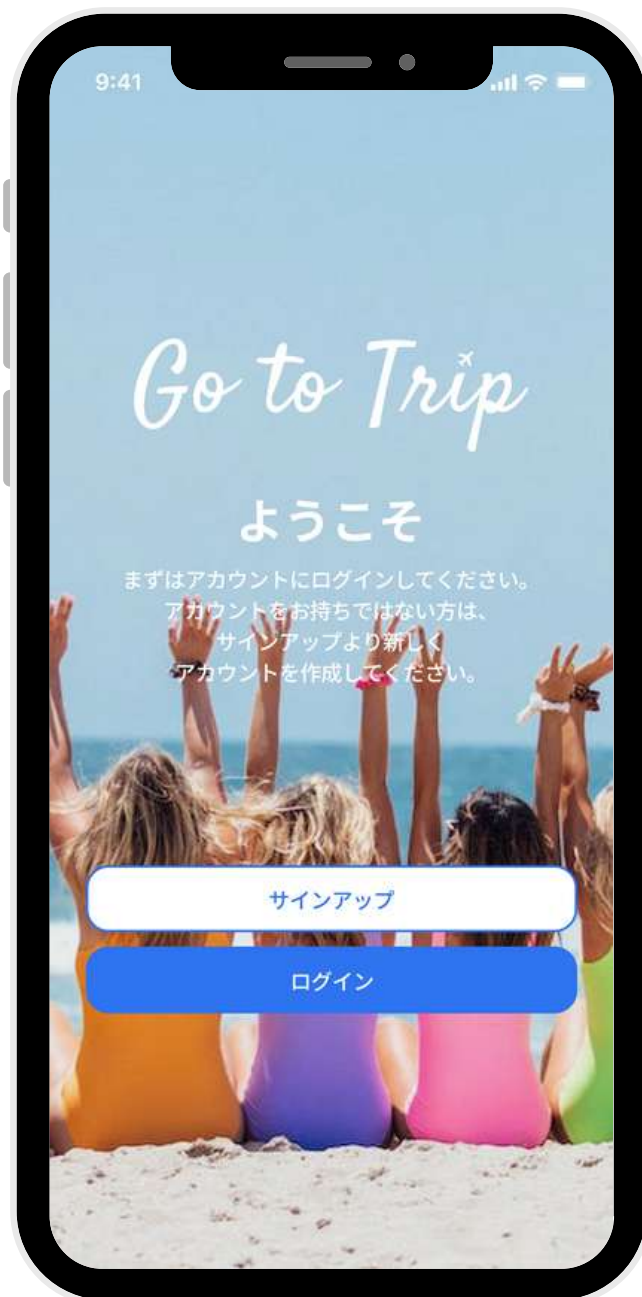 9:41
Go to Trip
ようこそ
まずはアカウントにログインしてください。
アカウントをお持ちではない方は、
サインアップより新しく
アカウントを作成してください。
サインアップ
ログイン